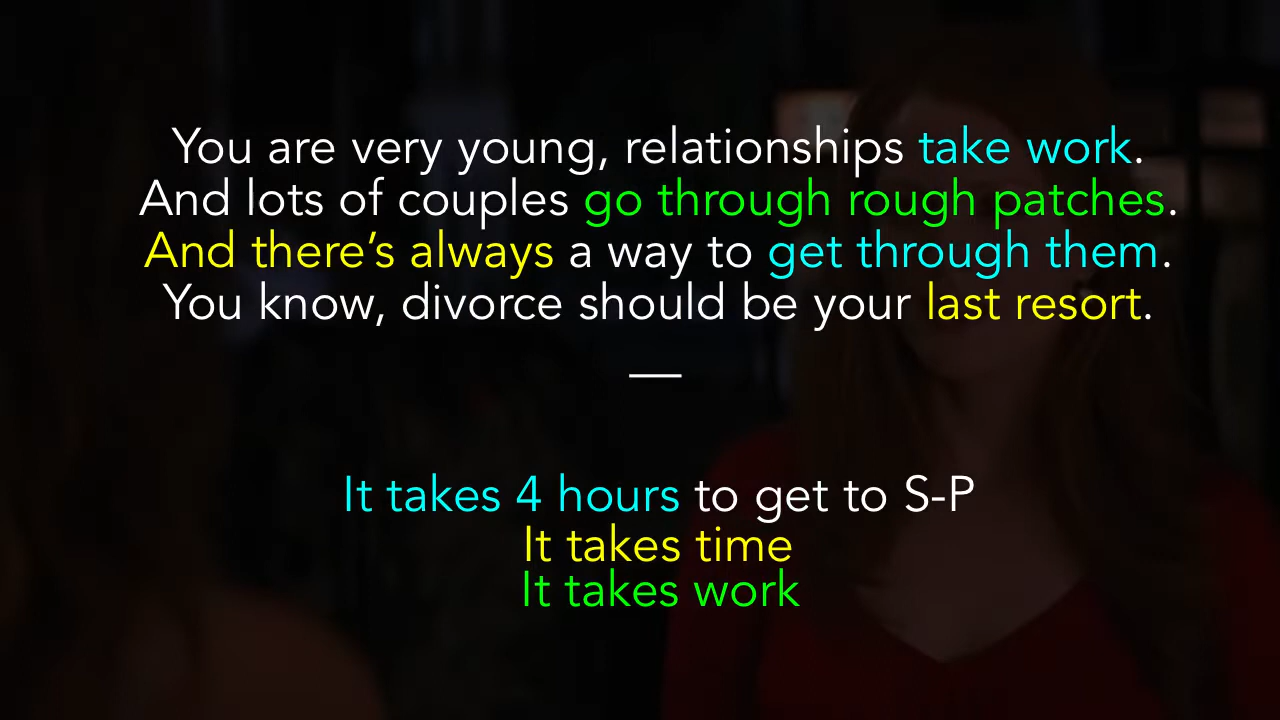 You are very young, relationships take work.
And lots of couples go through rough patches.
And there’s always a way to get through them.
You know, divorce should be your last resort.
—
It takes 4 hours to get to S-P
It takes time
It takes work